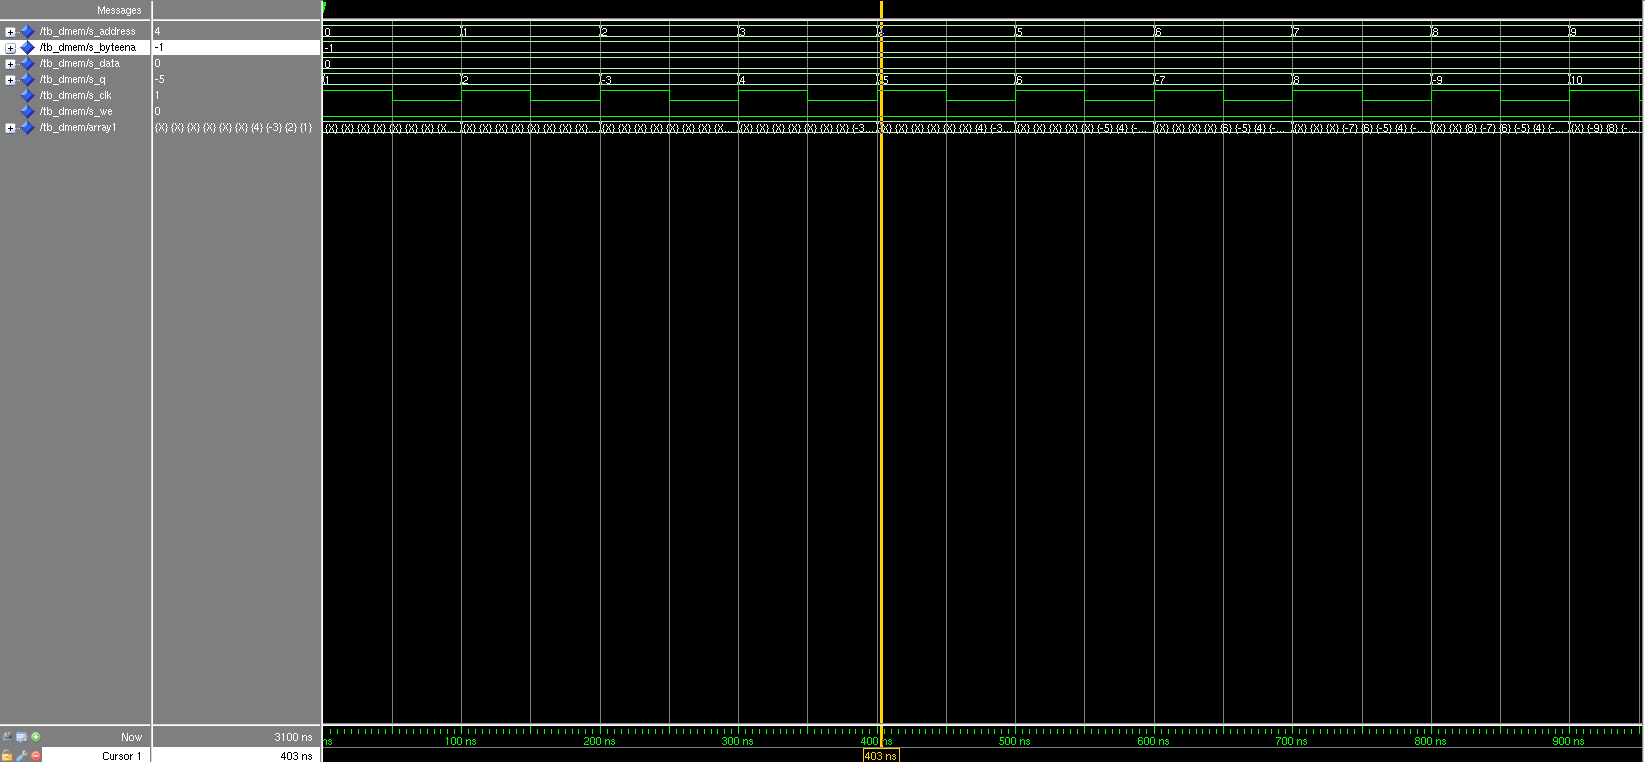 Messages
/tb_dmem/s_address 4 0 1 2 3 5 6 7 8 9
/tb_dmem/s_byteena -1 -1
/tb_dmem/s_data 0 0
/tb_dmem/s_q -5 1 2 -3 4 -5 6 -7 8 -9 10
/tb_dmem/s_clk 1
/tb_dmem/s_we 0
/tb_dmem/array1 {X} {X} {X} {X} {X} {X} {4} {-3} {2} {1} {X} {X} {X} {X} {X} {X} {X} {X... {X} {X} {X} {X} {X} {X} {X} {X}... {X} {X} {X} {X} {X} {X} {X} {X... {X} {X} {X} {X} {X} {X} {X} {-3... {X} {X} {X} {X} {X} {4} {-3... {X} {X} {X} {X} {X} {-5} {4} {-... {X} {X} {X} {X} {6} {-5} {4} {-... {X} {X} {X} {-7} {6} {-5} {4} {-... {X} {X} {8} {-7} {6} {-5} {4} {-... {X} {-9} {8} {-...
Now 3100 ns ns 100 ns 200 ns 300 ns 400 ns 500 ns 600 ns 700 ns 800 ns 900 ns
Cursor 1 403 ns 403 ns